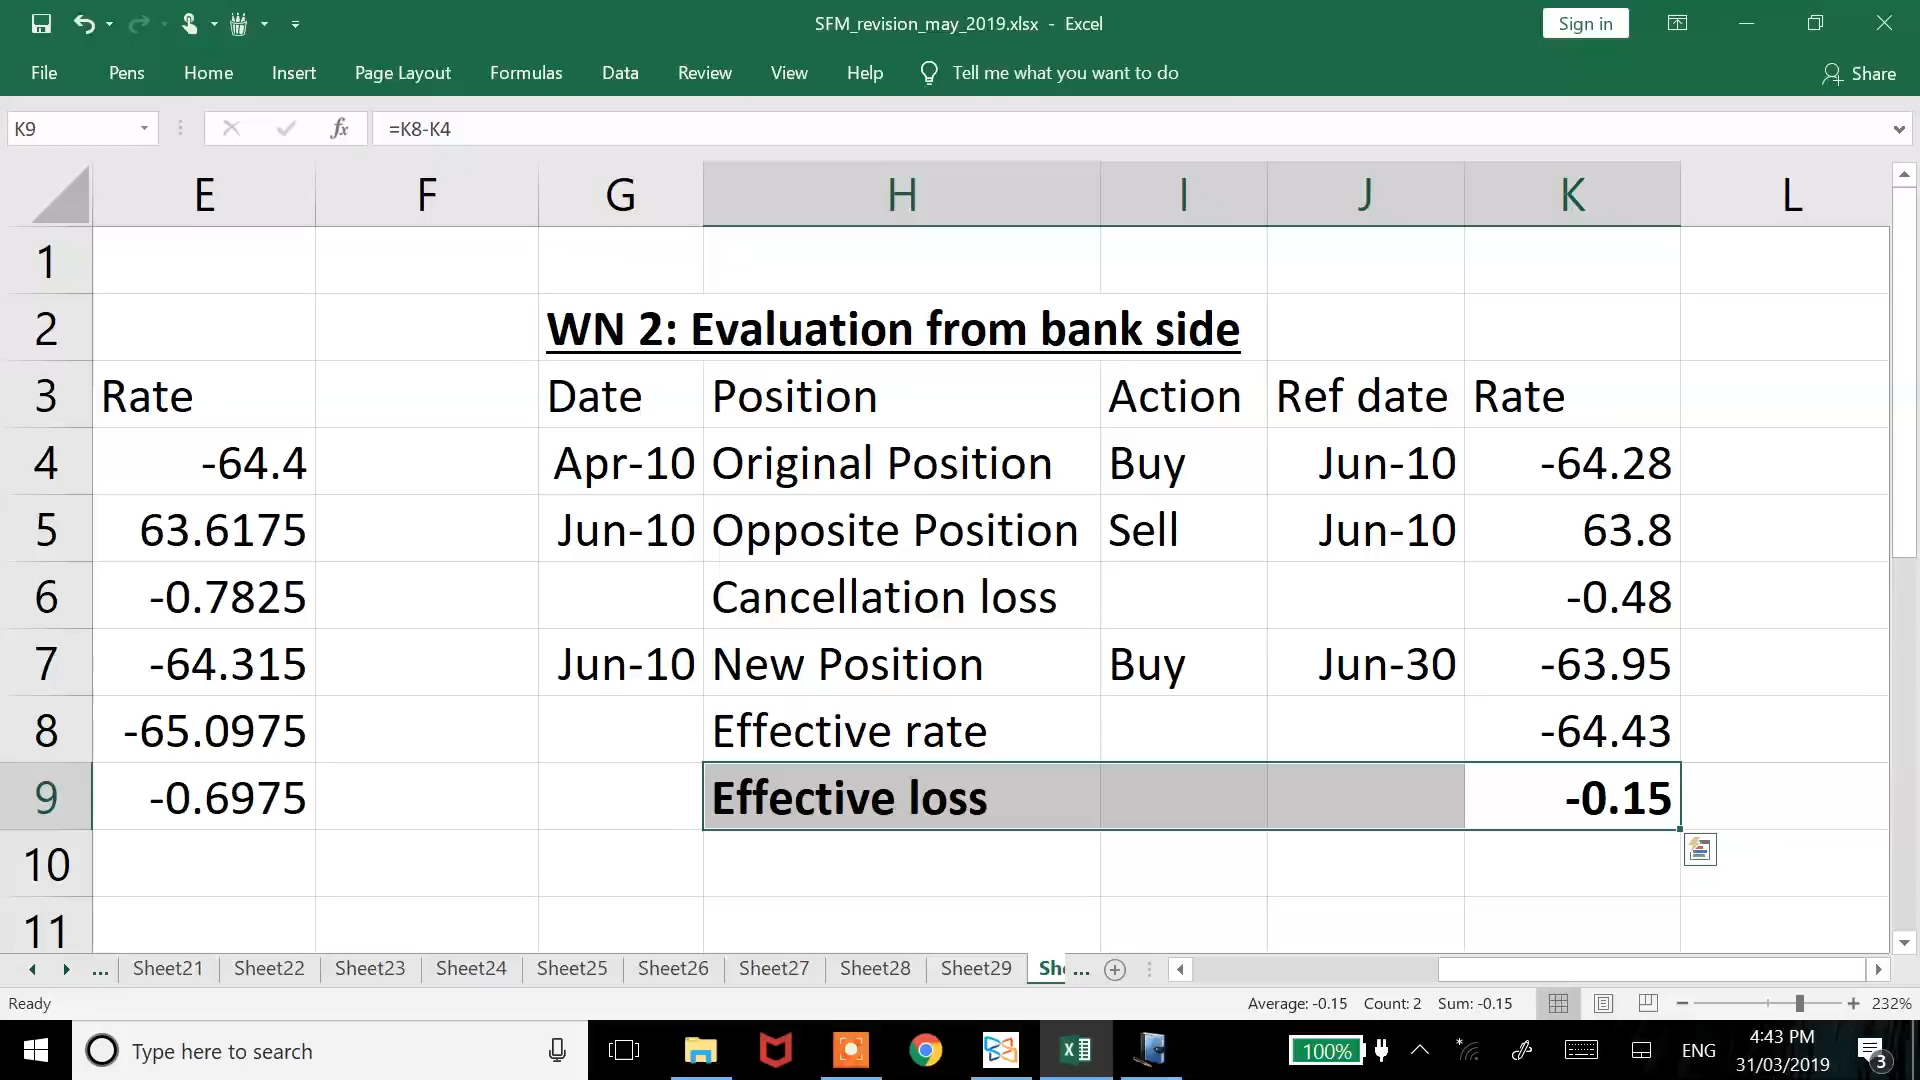 SFM_revision_may_2019.xlsx - Excel
Sign in
File Pens Home Insert Page Layout Formulas Data Review View Help Tell me what you want to do Share
K9 fx =K8-K4
E F G H I J K L
1
2 WN 2: Evaluation from bank side
3 Rate Date Position Action Ref date Rate
4 -64.4 Apr-10 Original Position Buy Jun-10 -64.28
5 63.6175 Jun-10 Opposite Position Sell Jun-10 63.8
6 -0.7825 Cancellation loss -0.48
7 -64.315 Jun-10 New Position Buy Jun-30 -63.95
8 -65.0975 Effective rate -64.43
9 -0.6975 Effective loss -0.15
10
11
... Sheet21 Sheet22 Sheet23 Sheet24 Sheet25 Sheet26 Sheet27 Sheet28 Sheet29 She ...
Ready Average: -0.15 Count: 2 Sum: -0.15 232%
Type here to search 100% ENG 4:43 PM
31/03/2019 3